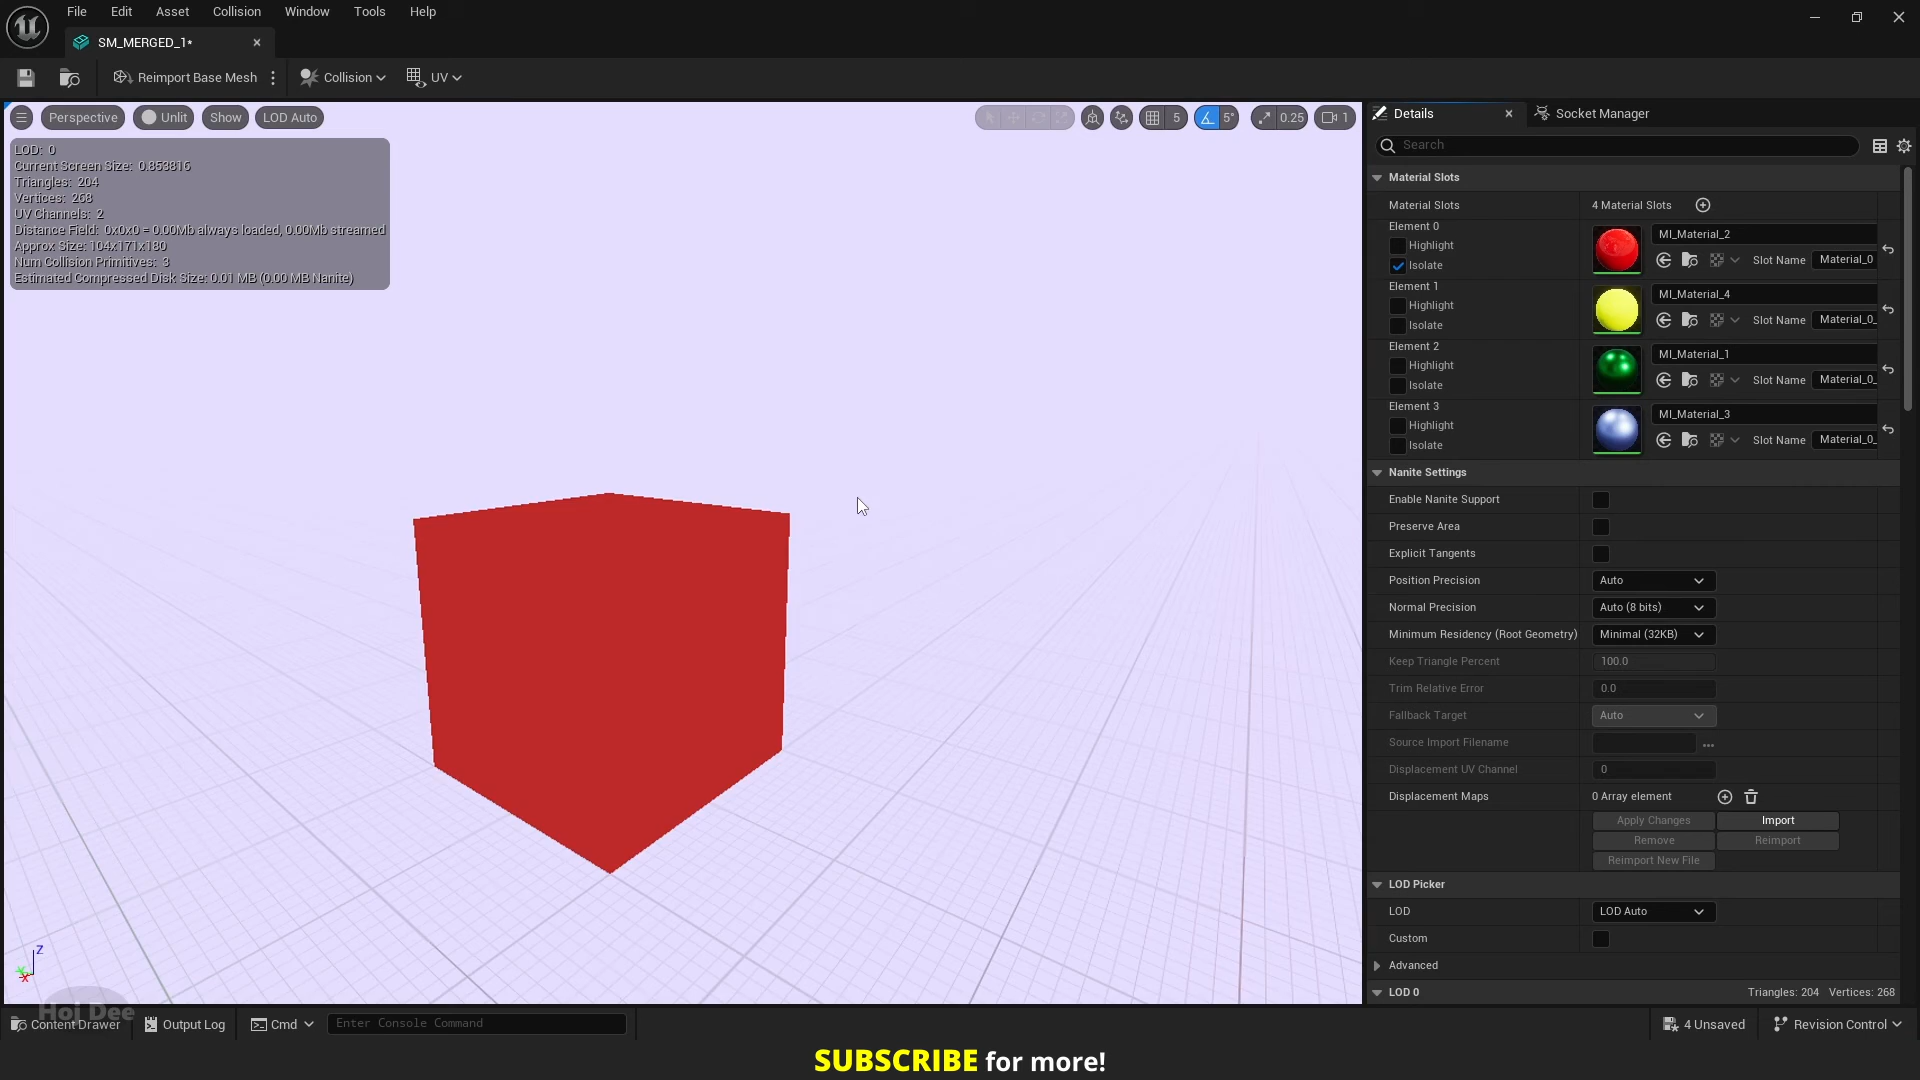 File Edit Asset Collision Window Tools Help
SM_MERGED_1*
Reimport Base Mesh Collision UV
Perspective Unlit Show LOD Auto 5 5° 0.25 1
LOD: 0
Current Screen Size: 0.853816
Triangles: 204
Vertices: 268
UV Channels: 2
Distance Field: 0x0x0 = 0.00Mb always loaded, 0.00Mb streamed
Approx Size: 104x171x180
Num Collision Primitives: 3
Estimated Compressed Disk Size: 0.01 MB (0.00 MB Nanite)
Z
Y
X
Details Socket Manager
Search
Material Slots
Material Slots 4 Material Slots
Element 0
Highlight
Isolate
MI_Material_2
Slot Name Material_0
Element 1
Highlight
Isolate
MI_Material_4
Slot Name Material_0_
Element 2
Highlight
Isolate
MI_Material_1
Slot Name Material_0_
Element 3
Highlight
Isolate
MI_Material_3
Slot Name Material_0_
Nanite Settings
Enable Nanite Support
Preserve Area
Explicit Tangents
Position Precision Auto
Normal Precision Auto (8 bits)
Minimum Residency (Root Geometry) Minimal (32KB)
Keep Triangle Percent 100.0
Trim Relative Error 0.0
Fallback Target Auto
Source Import Filename ...
Displacement UV Channel 0
Displacement Maps 0 Array element
Apply Changes Import
Remove Reimport
Reimport New File
LOD Picker
LOD LOD Auto
Custom
Advanced
LOD 0 Triangles: 204 Vertices: 268
Hoj Dee
Content Drawer Output Log Cmd Enter Console Command 4 Unsaved Revision Control
SUBSCRIBE for more!